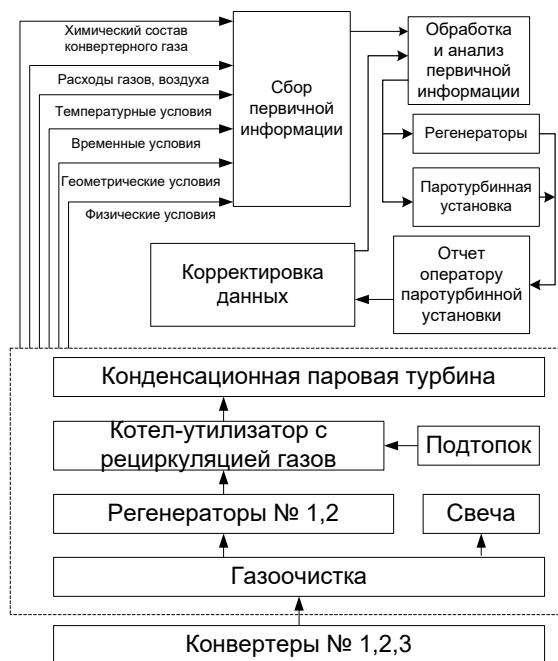 Химический состав
конвертерного газа
Расходы газов, воздуха
Температурные условия
Временные условия
Геометрические условия
Физические условия
Сбор
первичной
информации
Обработка
и анализ
первичной
информации
Регенераторы
Паротурбинная
установка
Отчет
оператору
паротурбинной
установки
Корректировка
данных
Конденсационная паровая турбина
Котел-утилизатор с
рециркуляцией газов
Подтопок
Регенераторы № 1,2
Свеча
Газоочистка
Конвертеры № 1,2,3